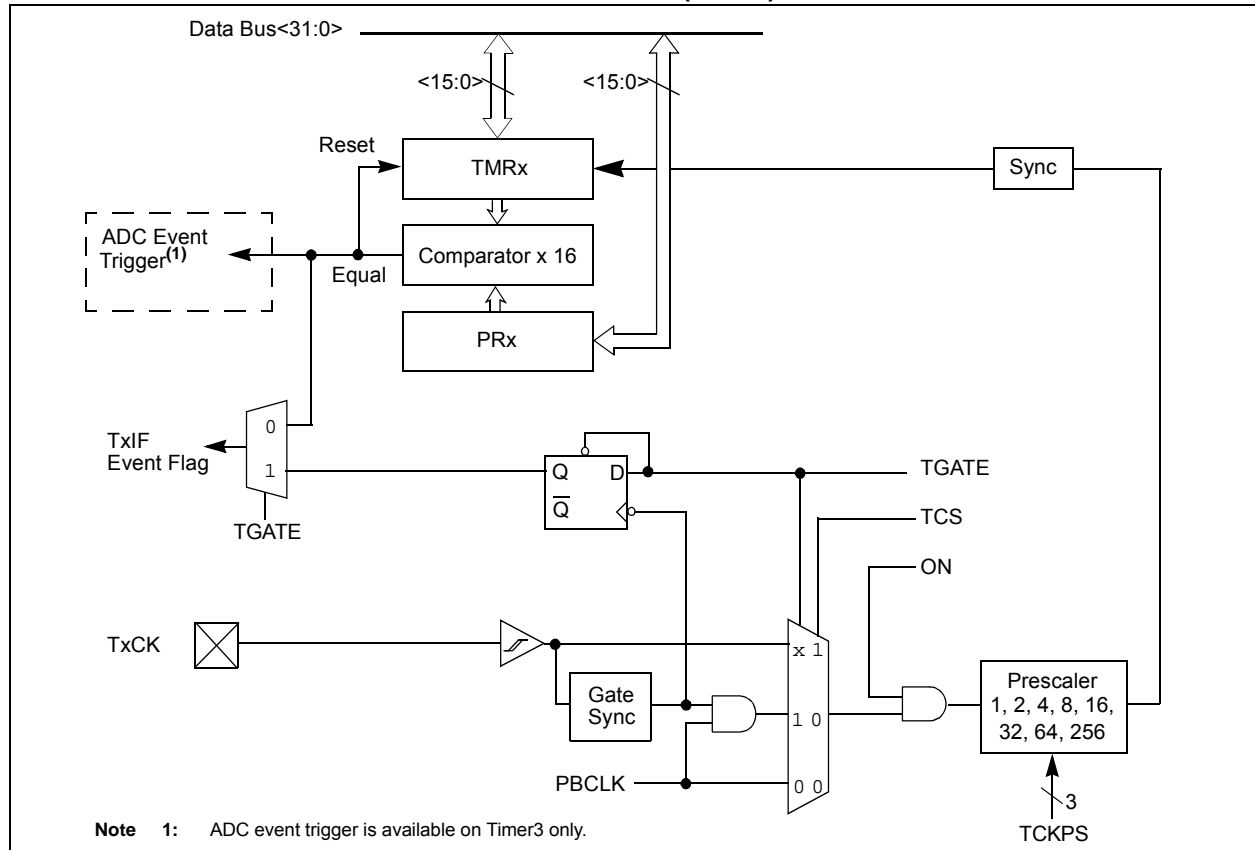 Data Bus<31:0>
<15:0>
<15:0>
Reset
TMRx
Sync
ADC Event
Trigger(1)
Equal
Comparator x 16
PRx
0
1
TxIF
Event Flag
TGATE
Q
D
Q
TGATE
TCS
ON
TxCK
x 1
Gate
Sync
1 0
Prescaler
1, 2, 4, 8, 16,
32, 64, 256
PBCLK
0 0
3
TCKPS
Note 1: ADC event trigger is available on Timer3 only.